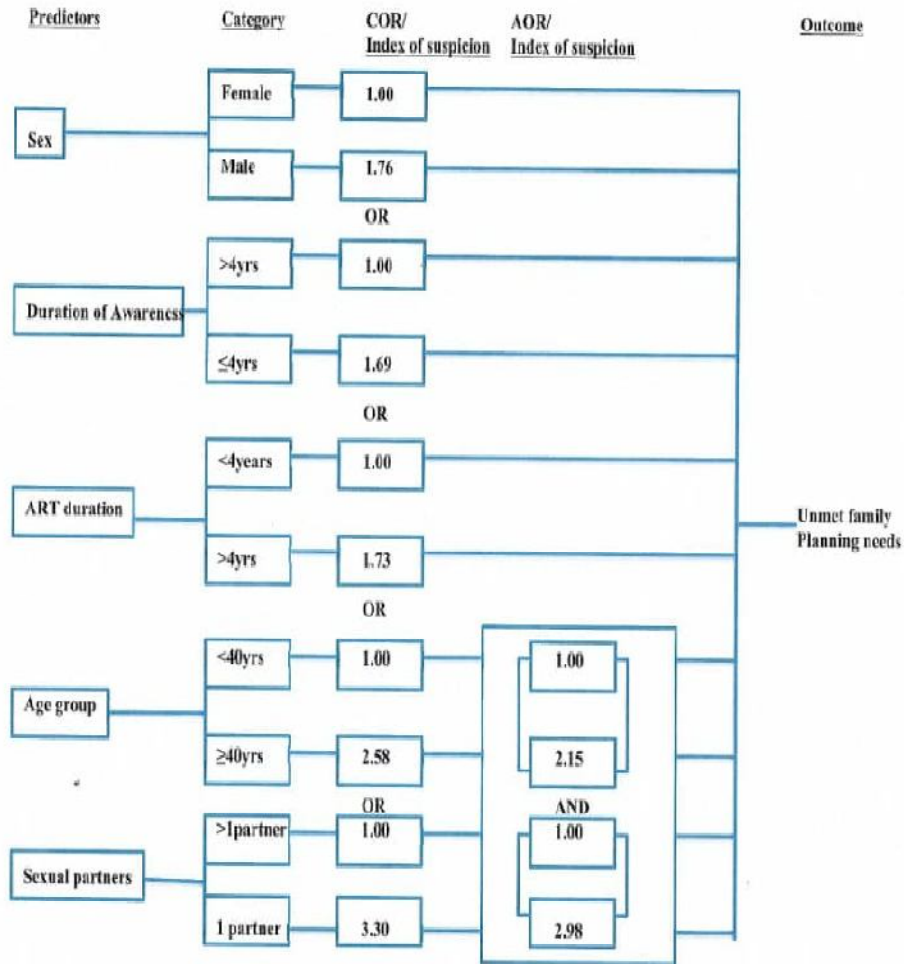 Predictors Category COR/ Index of suspicion AOR/ Index of suspicion Outcome
Female 1.00
Sex
Male 1.76
OR
>4yrs 1.00
Duration of Awareness
≤4yrs 1.69
OR
<4years 1.00
ART duration
>4yrs 1.73
Unmet family
Planning needs
OR
<40yrs 1.00 1.00
Age group
≥40yrs 2.58 2.15
OR AND
>1partner 1.00 1.00
Sexual partners
1 partner 3.30 2.98